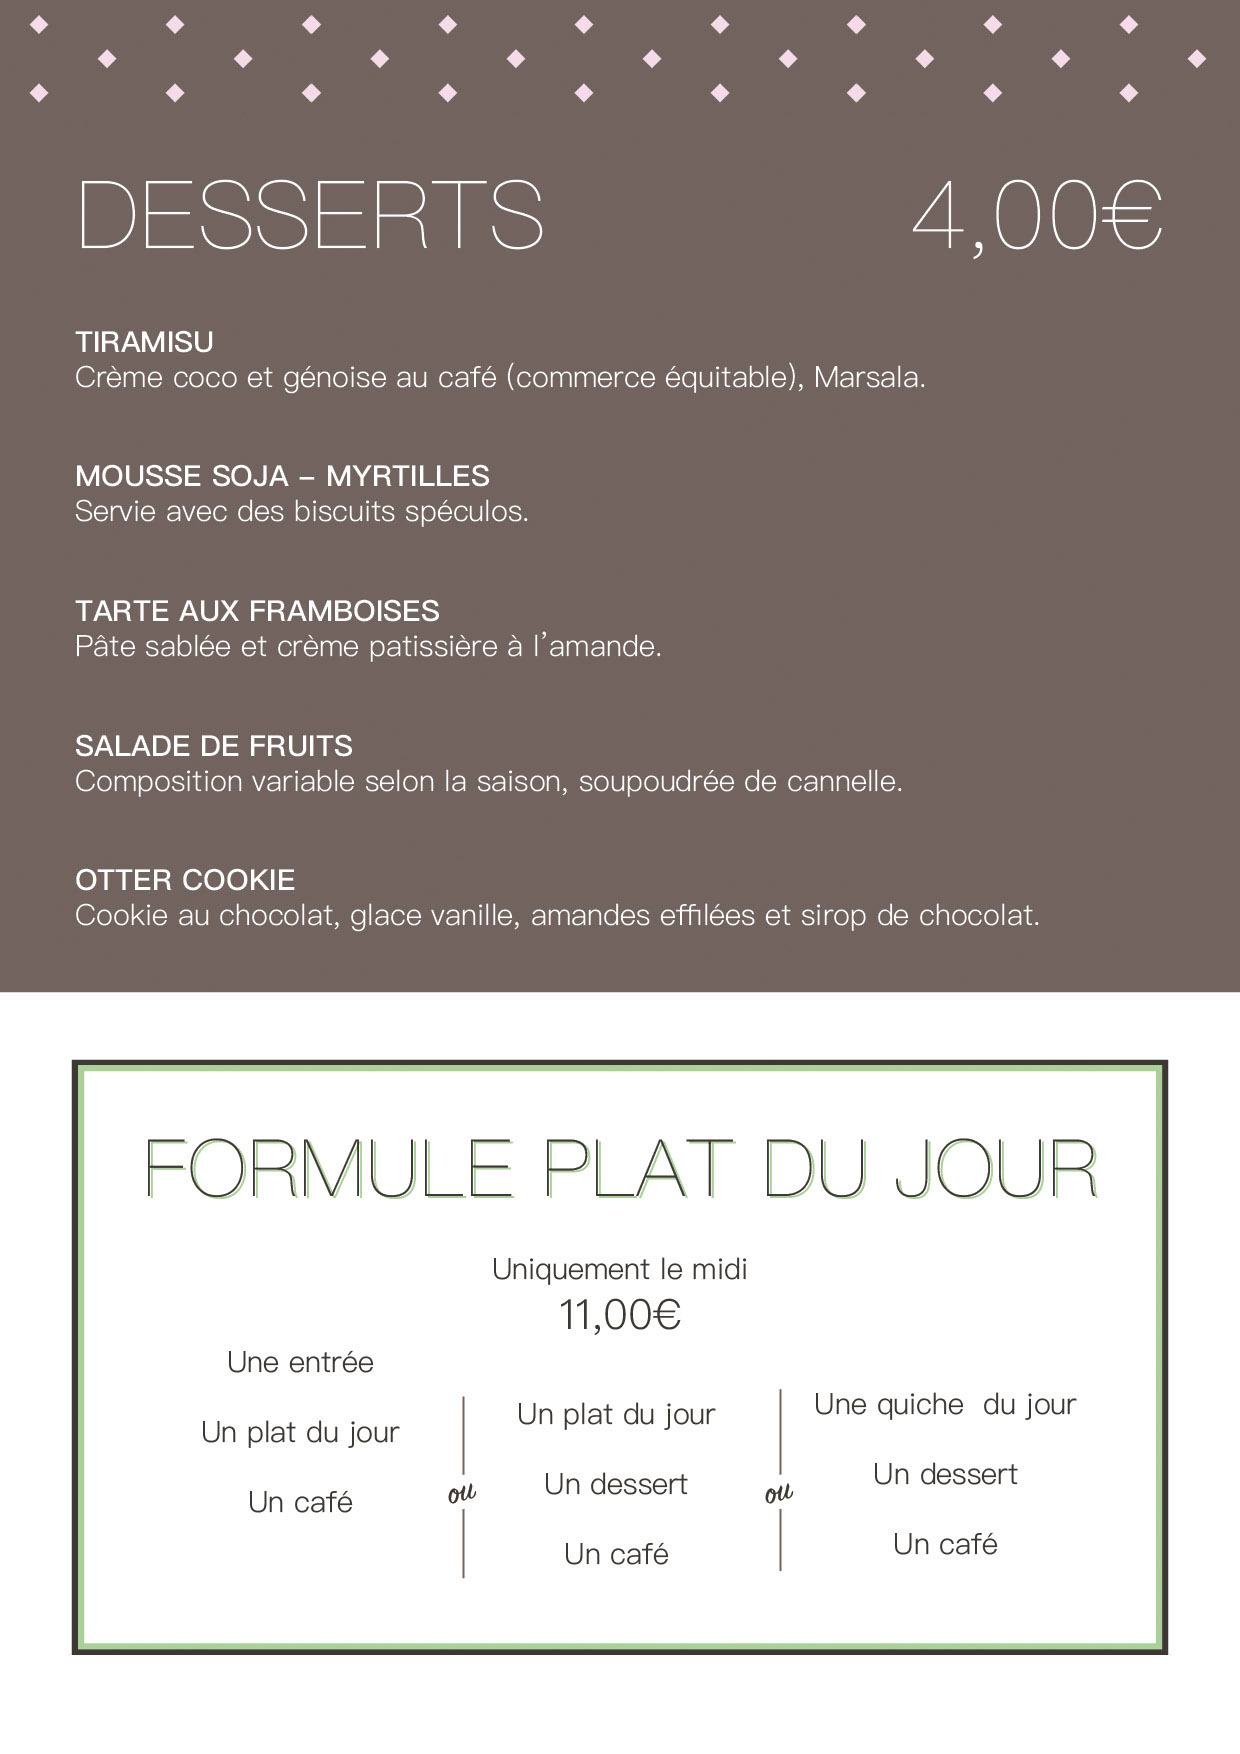 DESSERTS 4,00€
TIRAMISU
Crème coco et génoise au café (commerce équitable), Marsala.
MOUSSE SOJA – MYRTILLES
Servie avec des biscuits spéculos.
TARTE AUX FRAMBOISES
Pâte sablée et crème patissière à l'amande.
SALADE DE FRUITS
Composition variable selon la saison, soupoudrée de cannelle.
OTTER COOKIE
Cookie au chocolat, glace vanille, amandes effilées et sirop de chocolat.
FORMULE PLAT DU JOUR
Uniquement le midi
11,00€
Une entrée
Un plat du jour
Un café
ou
Un plat du jour
Un dessert
Un café
ou
Une quiche  du jour
Un dessert
Un café